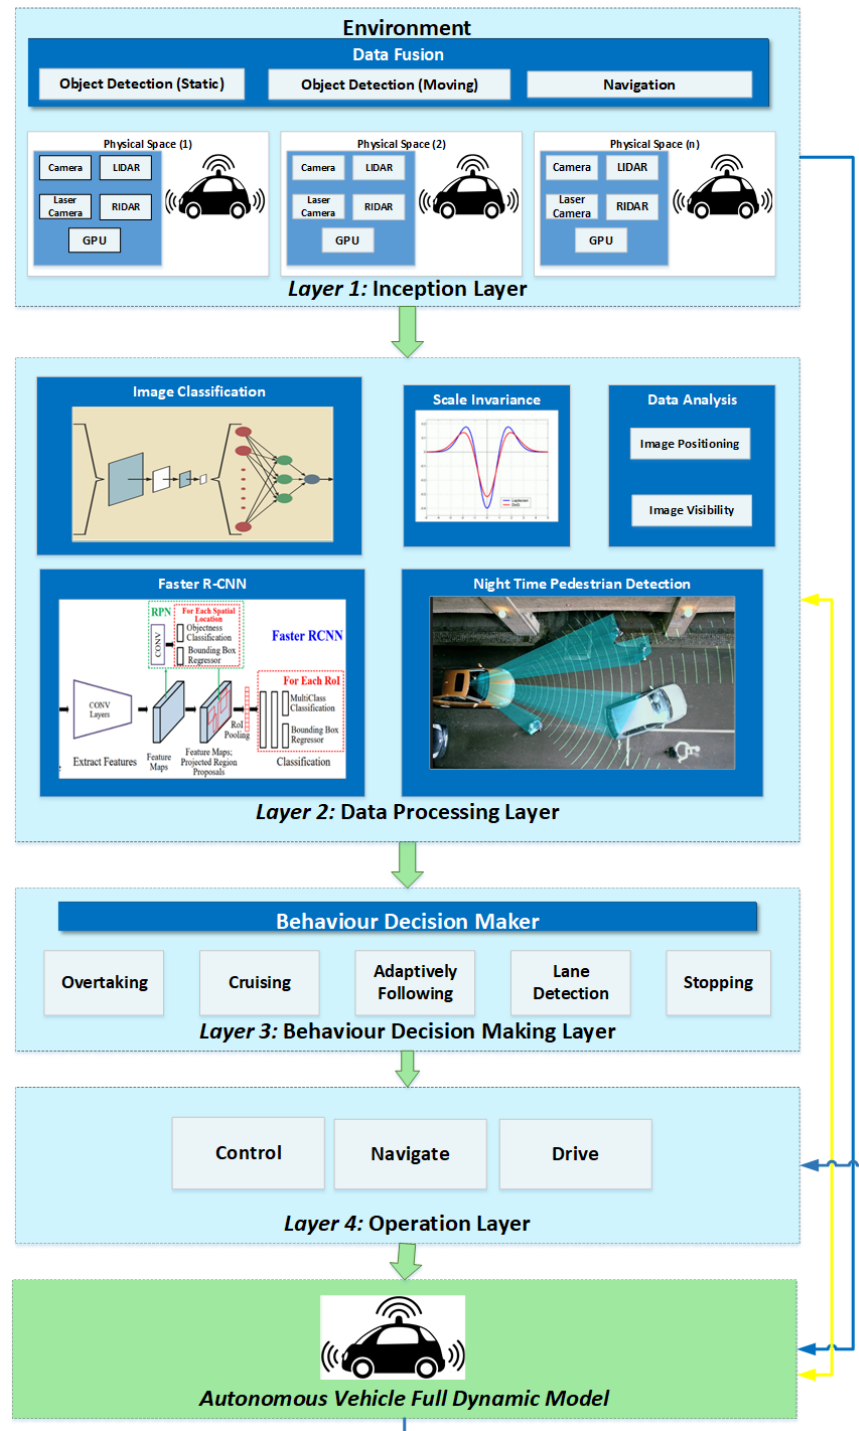 Environment
Data Fusion
Object Detection (Static)
Object Detection (Moving)
Navigation
Physical Space (1)
Camera
LIDAR
Laser
Camera
RIDAR
GPU
Physical Space (2)
Camera
LIDAR
Laser
Camera
RIDAR
GPU
Physical Space (n)
Camera
LIDAR
Laser
Camera
RIDAR
GPU
Layer 1: Inception Layer
Image Classification
Scale Invariance
Data Analysis
Image Positioning
Image Visibility
Faster R-CNN
RPN
For Each Spatial
Location
CONV
Objectness
Classification
Bounding Box
Regressor
Faster RCNN
For Each RoI
CONV
Layers
MultiClass
Classification
Bounding Box
Regressor
RoI
Pooling
Extract Features
Feature
Maps
Feature Maps;
Projected Region
Proposals
Classification
Night Time Pedestrian Detection
Layer 2: Data Processing Layer
Behaviour Decision Maker
Overtaking
Cruising
Adaptively
Following
Lane
Detection
Stopping
Layer 3: Behaviour Decision Making Layer
Control
Navigate
Drive
Layer 4: Operation Layer
Autonomous Vehicle Full Dynamic Model